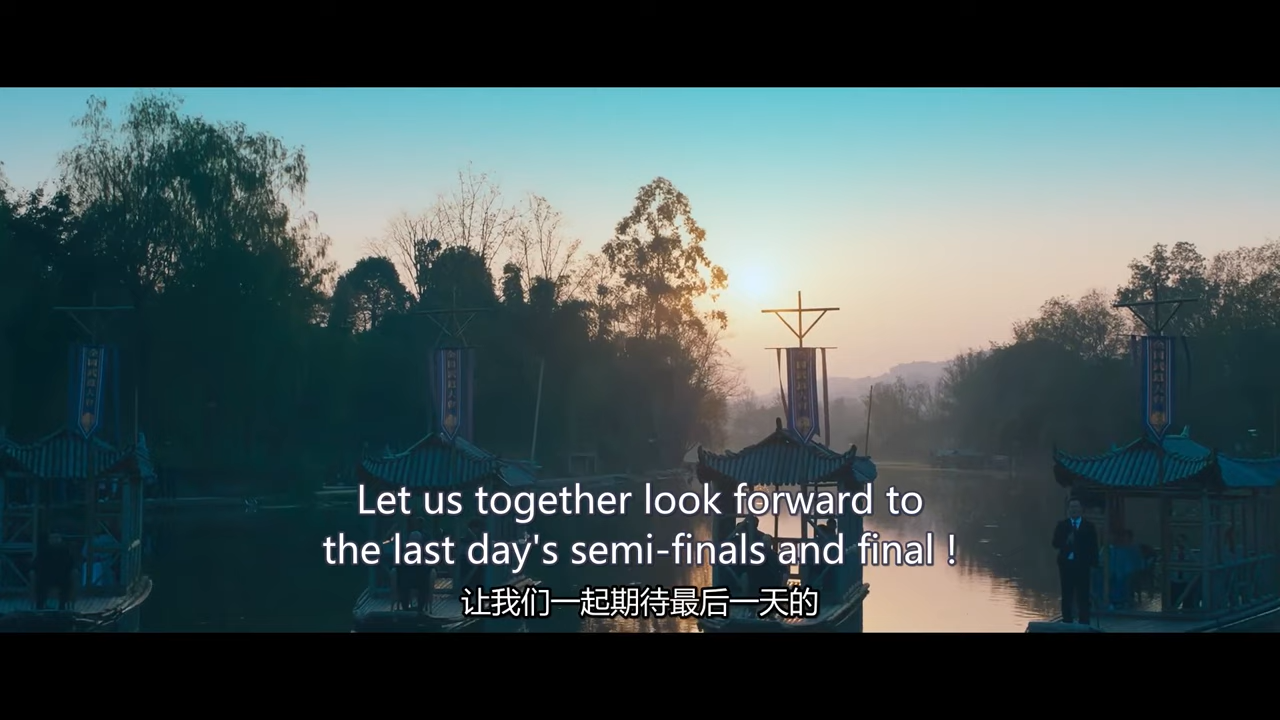 Let us together look forward to
the last day's semi-finals and final !
让我们一起期待最后一天的